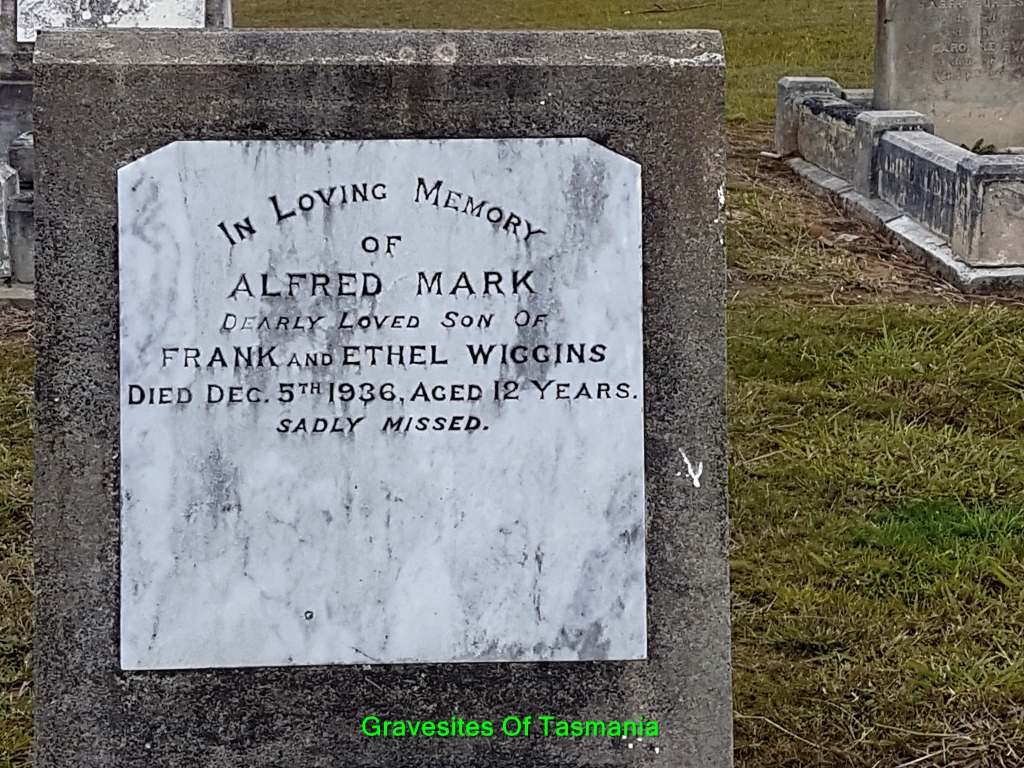 IN LOVING MEMORY
OF
ALFRED MARK
DEARLY LOVED SON OF
FRANK AND ETHEL WIGGINS
DIED DEC. 5TH 1936, AGED 12 YEARS.
SADLY MISSED.
CAROLINE
Gravesites Of Tasmania